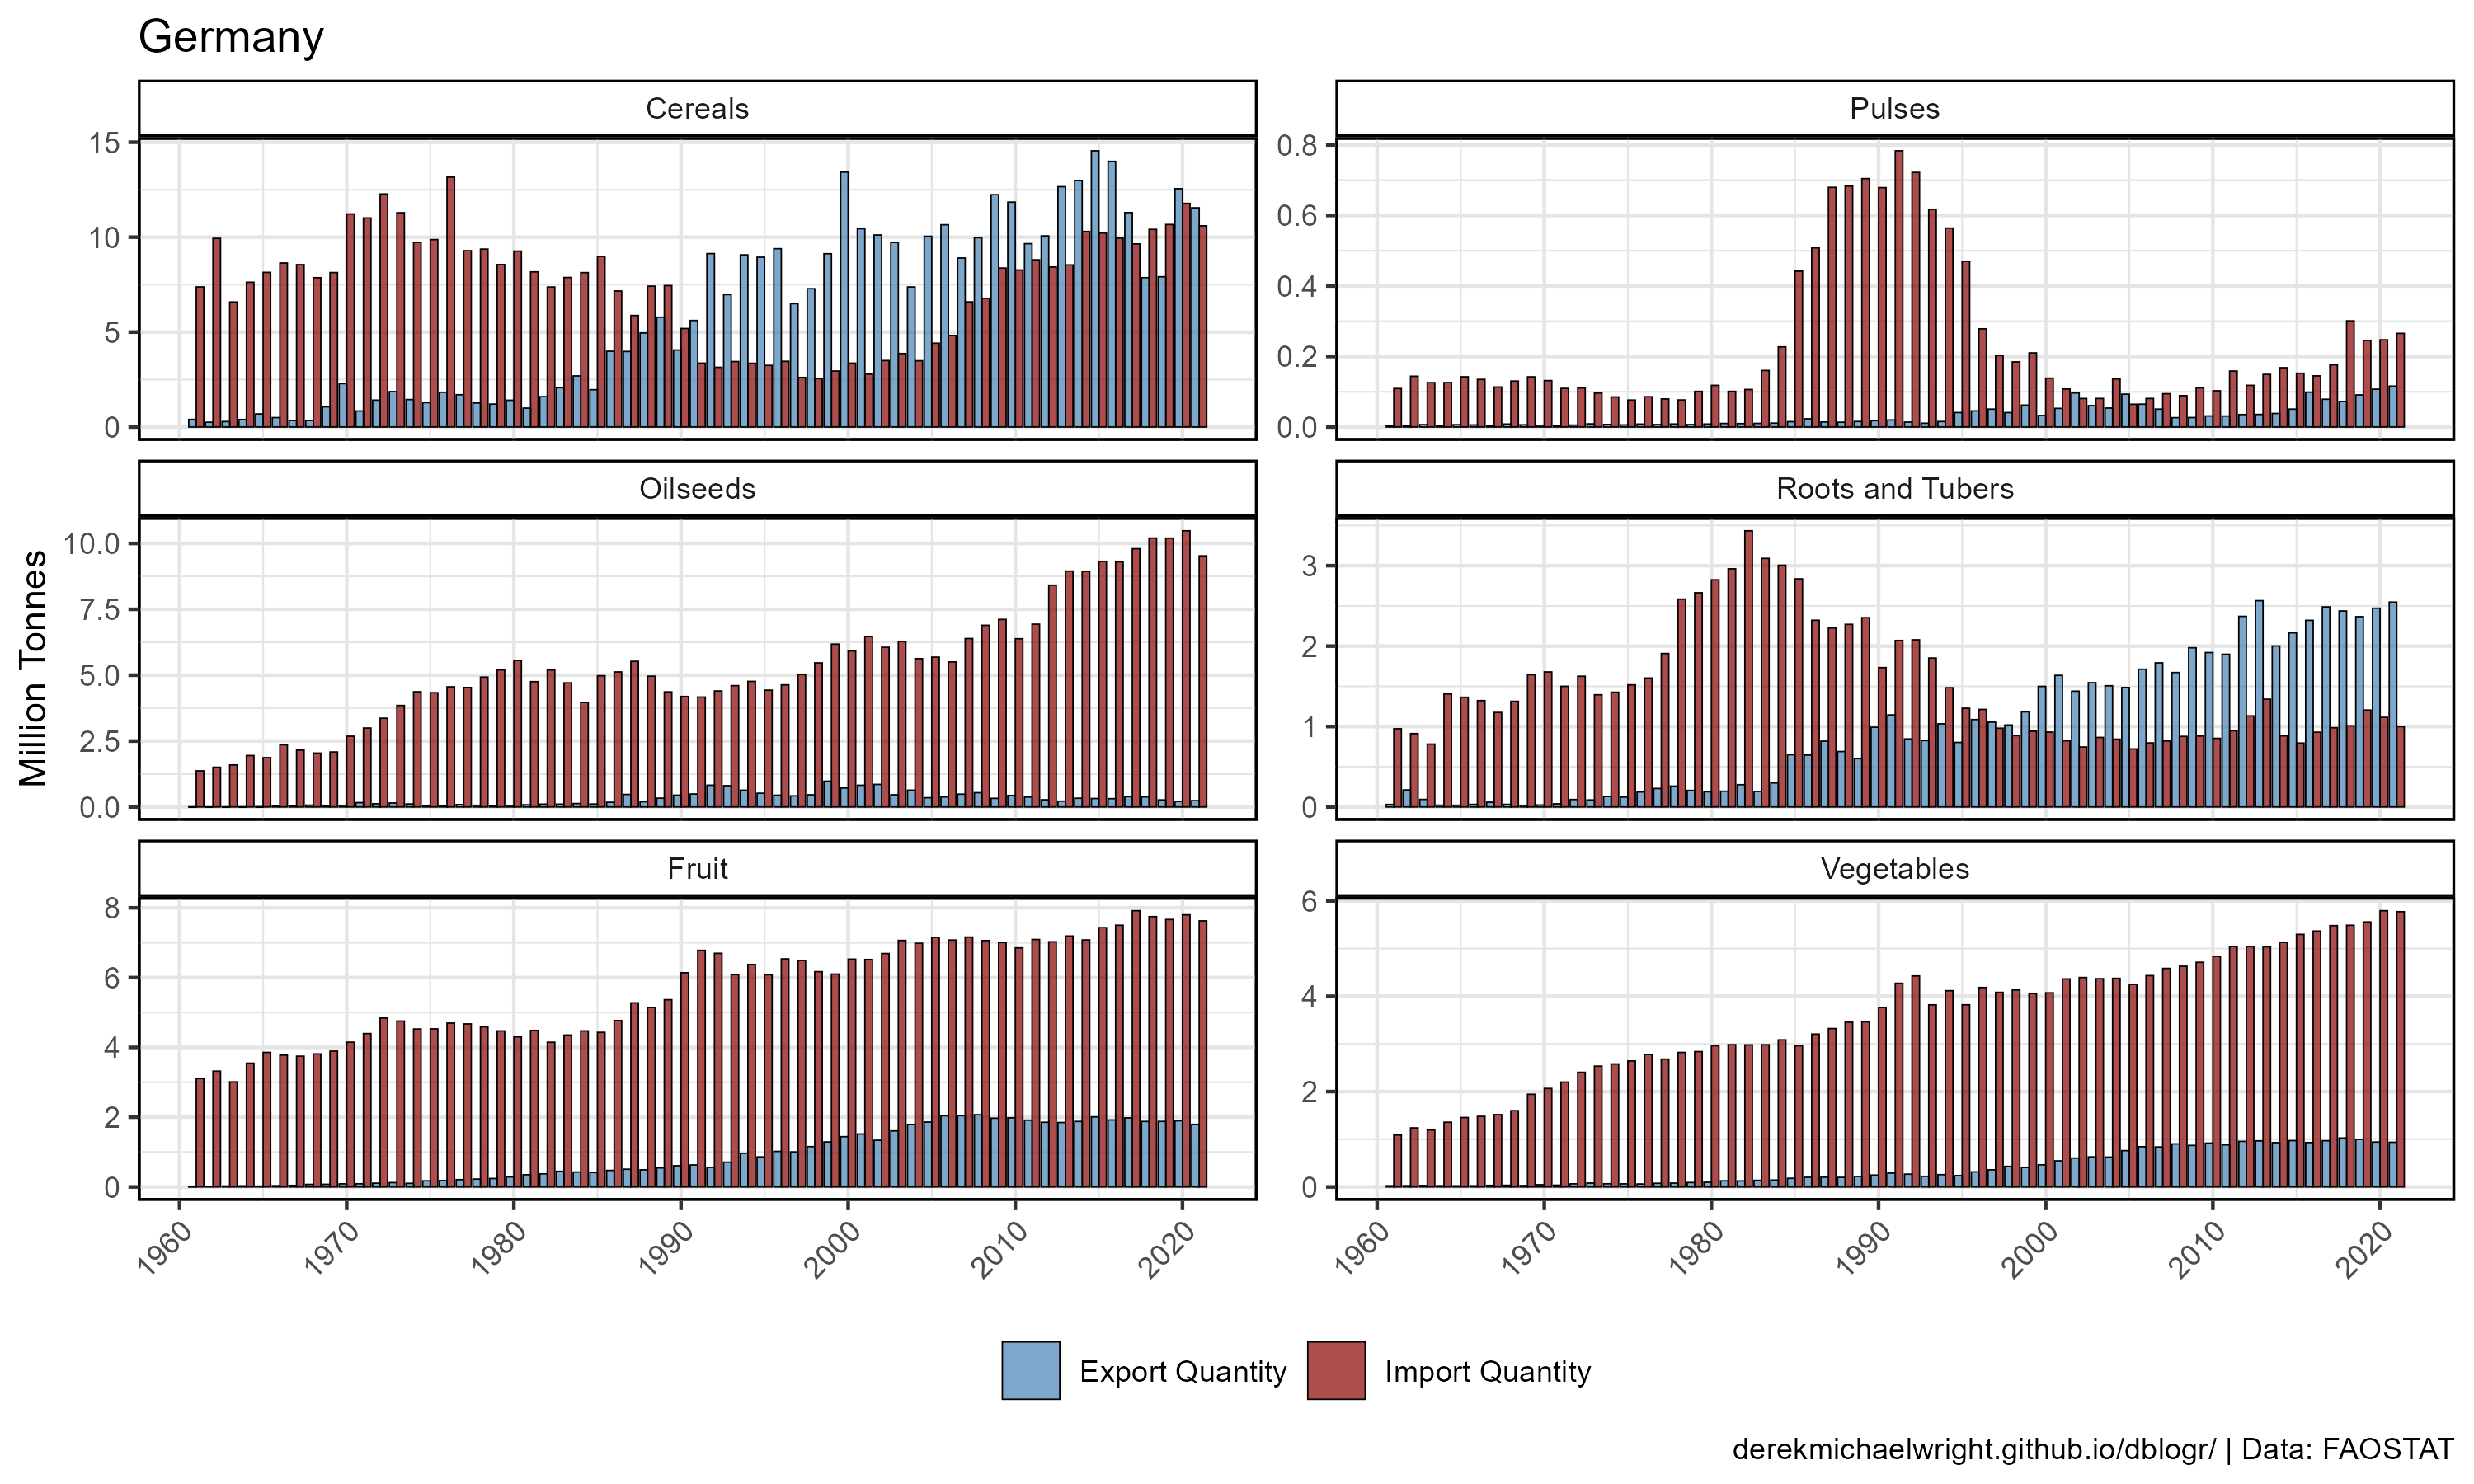 Germany
Cereals
15
10
5
0
Pulses
0.8
0.6
0.4
0.2
0.0
Million Tonnes
Oilseeds
10.0
7.5
5.0
2.5
0.0
Roots and Tubers
3
2
1
0
Fruit
8
6
4
2
0
1960 1970 1980 1990 2000 2010 2020
Vegetables
6
4
2
0
1960 1970 1980 1990 2000 2010 2020
Export Quantity Import Quantity
derekmichaelwright.github.io/dblogr/ | Data: FAOSTAT